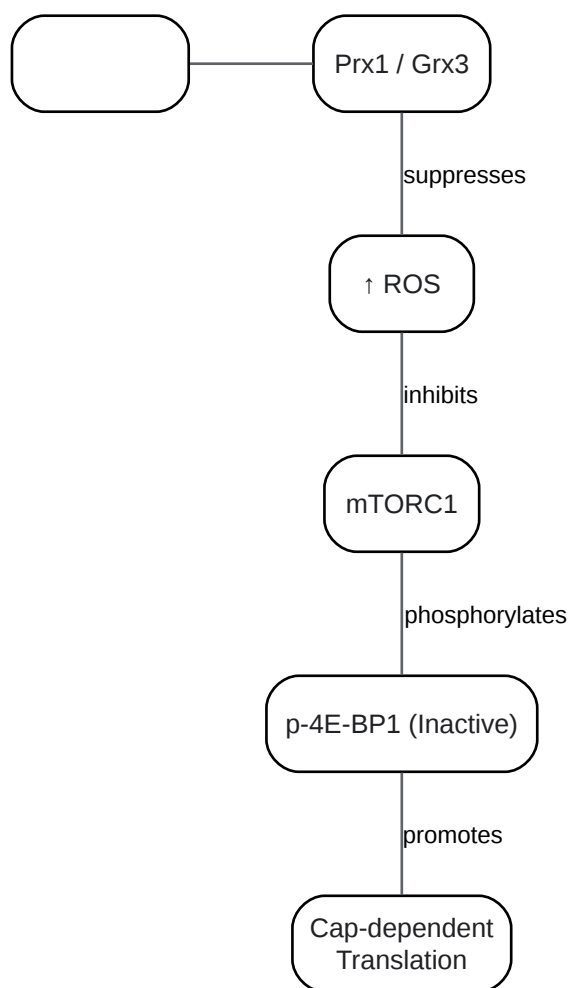 Prx1 / Grx3
suppresses
↑ ROS
inhibits
mTORC1
phosphorylates
p-4E-BP1 (Inactive)
promotes
Cap-dependent
Translation